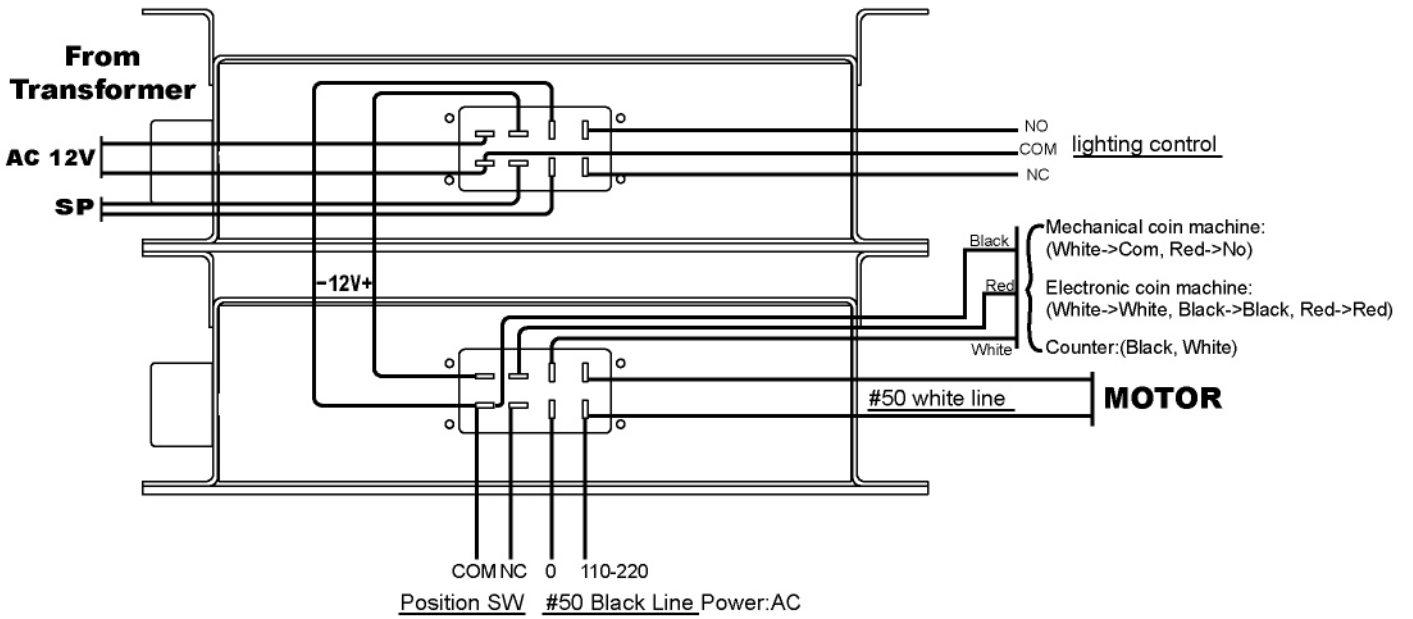 From
Transformer
AC 12V
SP
NO
COM
NC
lighting control
Black
Red
White
Mechanical coin machine:
(White->Com, Red->No)
Electronic coin machine:
(White->White, Black->Black, Red->Red)
Counter:(Black, White)
−12V+
#50 white line
MOTOR
COM NC 0 110-220
Position SW #50 Black Line Power:AC